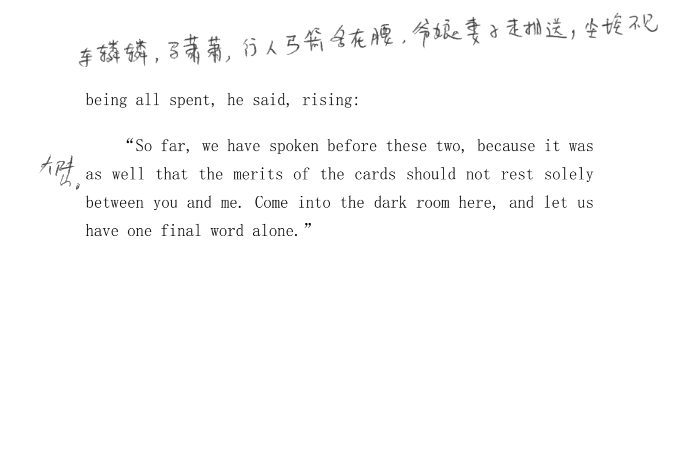 车辚辚，马萧萧，行人弓箭各在腰，爷娘妻子走相送，尘埃不见
being all spent, he said, rising:
“So far, we have spoken before these two, because it was
大陆。
as well that the merits of the cards should not rest solely
between you and me. Come into the dark room here, and let us
have one final word alone.”